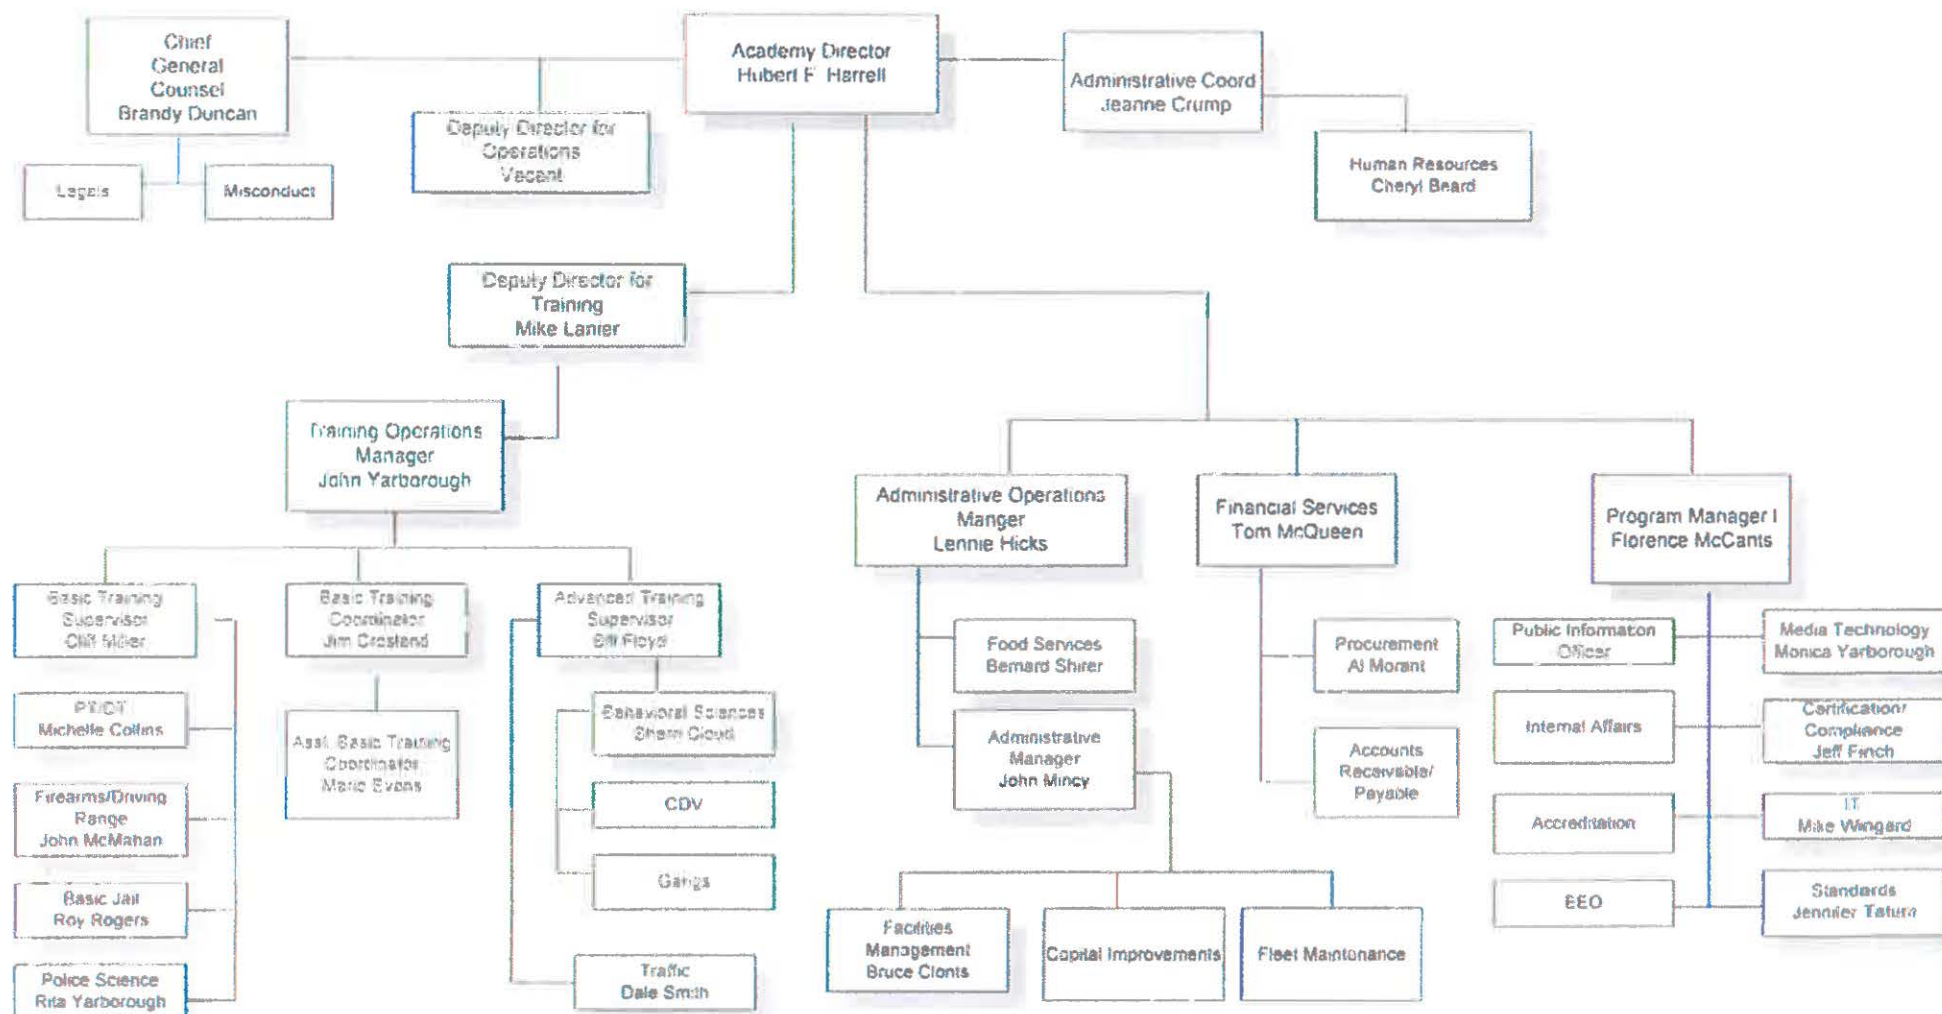 Chief
General
Counsel
Brandy Duncan
Legals
Misconduct
Academy Director
Hubert F. Harrell
Deputy Director for
Operations
Vacant
Administrative Coord
Jeanne Crump
Human Resources
Cheryl Beard
Deputy Director for
Training
Mike Lanier
Training Operations
Manager
John Yarborough
Basic Training
Supervisor
Cliff Miller
PT/DT
Michelle Collins
Firearms/Driving
Range
John McMahan
Basic Jail
Roy Rogers
Police Science
Rita Yarborough
Basic Training
Coordinator
Jim Crosland
Asst. Basic Training
Coordinator
Mario Evans
Advanced Training
Supervisor
Bill Floyd
Behavioral Sciences
Cloud
CDV
Gangs
Traffic
Dale Smith
Administrative Operations
Manger
Lennie Hicks
Food Services
Bernard Shirer
Administrative
Manager
John Mincy
Facilities
Management
Bruce Clonts
Capital Improvements
Fleet Maintenance
Financial Services
Tom McQueen
Procurement
Al Morant
Accounts
Receivable/
Payable
Program Manager I
Florence McCants
Public Information
Officer
Media Technology
Monica Yarborough
Internal Affairs
Certification/
Compliance
Jeff Finch
Accreditation
IT
Mike Wingard
EEO
Standards
Jennifer Tatum